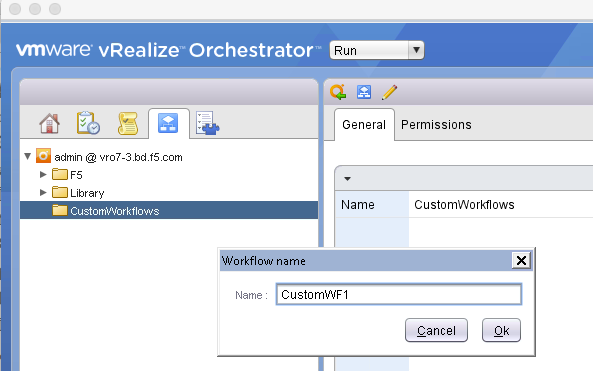 vmware® vRealize™ Orchestrator™ Run
General Permissions
admin @ vro7-3.bd.f5.com
F5
Library
CustomWorkflows
Name CustomWorkflows
Workflow name
Name : CustomWF1
Cancel Ok